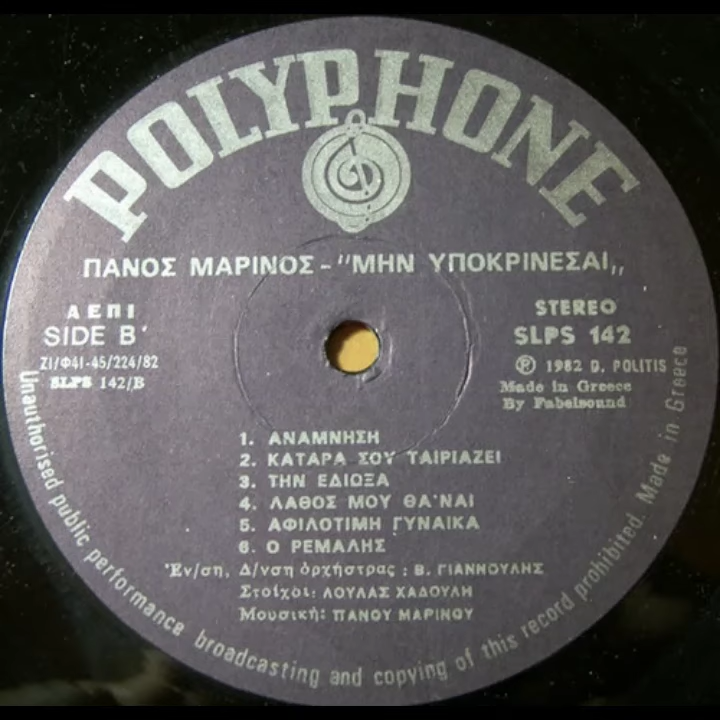 POLYPHONE
ΠΑΝΟΣ ΜΑΡΙΝΟΣ - "ΜΗΝ ΥΠΟΚΡΙΝΕΣΑΙ,,
ΑΕΠΙ
SIDE B'
ΖΙ/Φ41-45/224/82
SLPS 142/B
STEREO
SLPS 142
℗ 1982 D. POLITIS
Made in Greece
By Fabelsound
1. ΑΝΑΜΝΗΣΗ
2. ΚΑΤΑΡΑ ΣΟΥ ΤΑΙΡΙΑΖΕΙ
3. ΤΗΝ ΕΔΙΩΞΑ
4. ΛΑΘΟΣ ΜΟΥ ΘΑ'ΝΑΙ
5. ΑΦΙΛΟΤΙΜΗ ΓΥΝΑΙΚΑ
6. Ο ΡΕΜΑΛΗΣ
Ἐν/ση, Δ/νση ὀρχήστρας : Β. ΓΙΑΝΝΟΥΛΗΣ
Στοίχοι: ΛΟΥΛΑΣ ΧΑΔΟΥΛΗ
Μουσική: ΠΑΝΟΥ ΜΑΡΙΝΟΥ
Unauthorised public performance broadcasting and copying of this record prohibited. Made in Greece